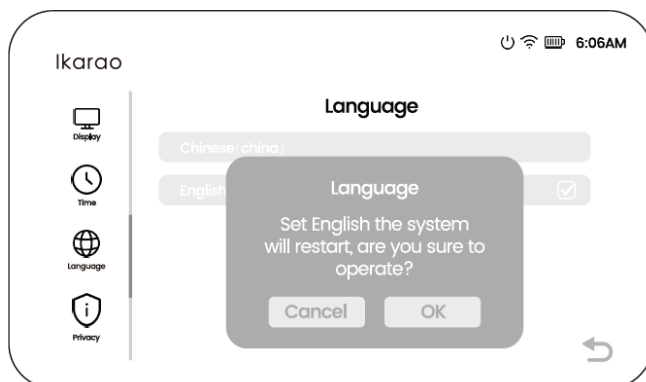 6:06AM
Ikarao
Display
Time
Language
Privacy
Language
Chinese(china)
English
Language
Set English the system
will restart, are you sure to
operate?
Cancel
OK